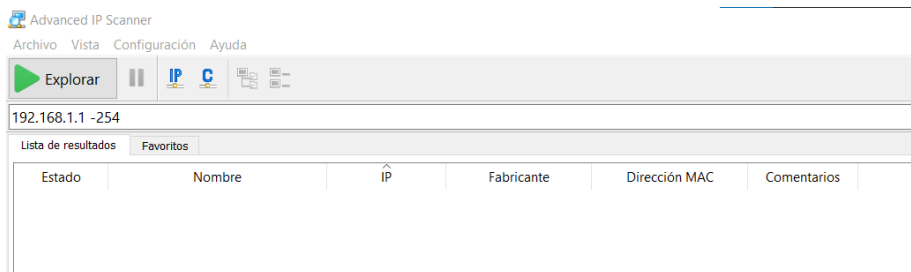 Advanced IP Scanner
Archivo Vista Configuración Ayuda
Explorar IP C
192.168.1.1 -254
Lista de resultados Favoritos
Estado Nombre IP Fabricante Dirección MAC Comentarios